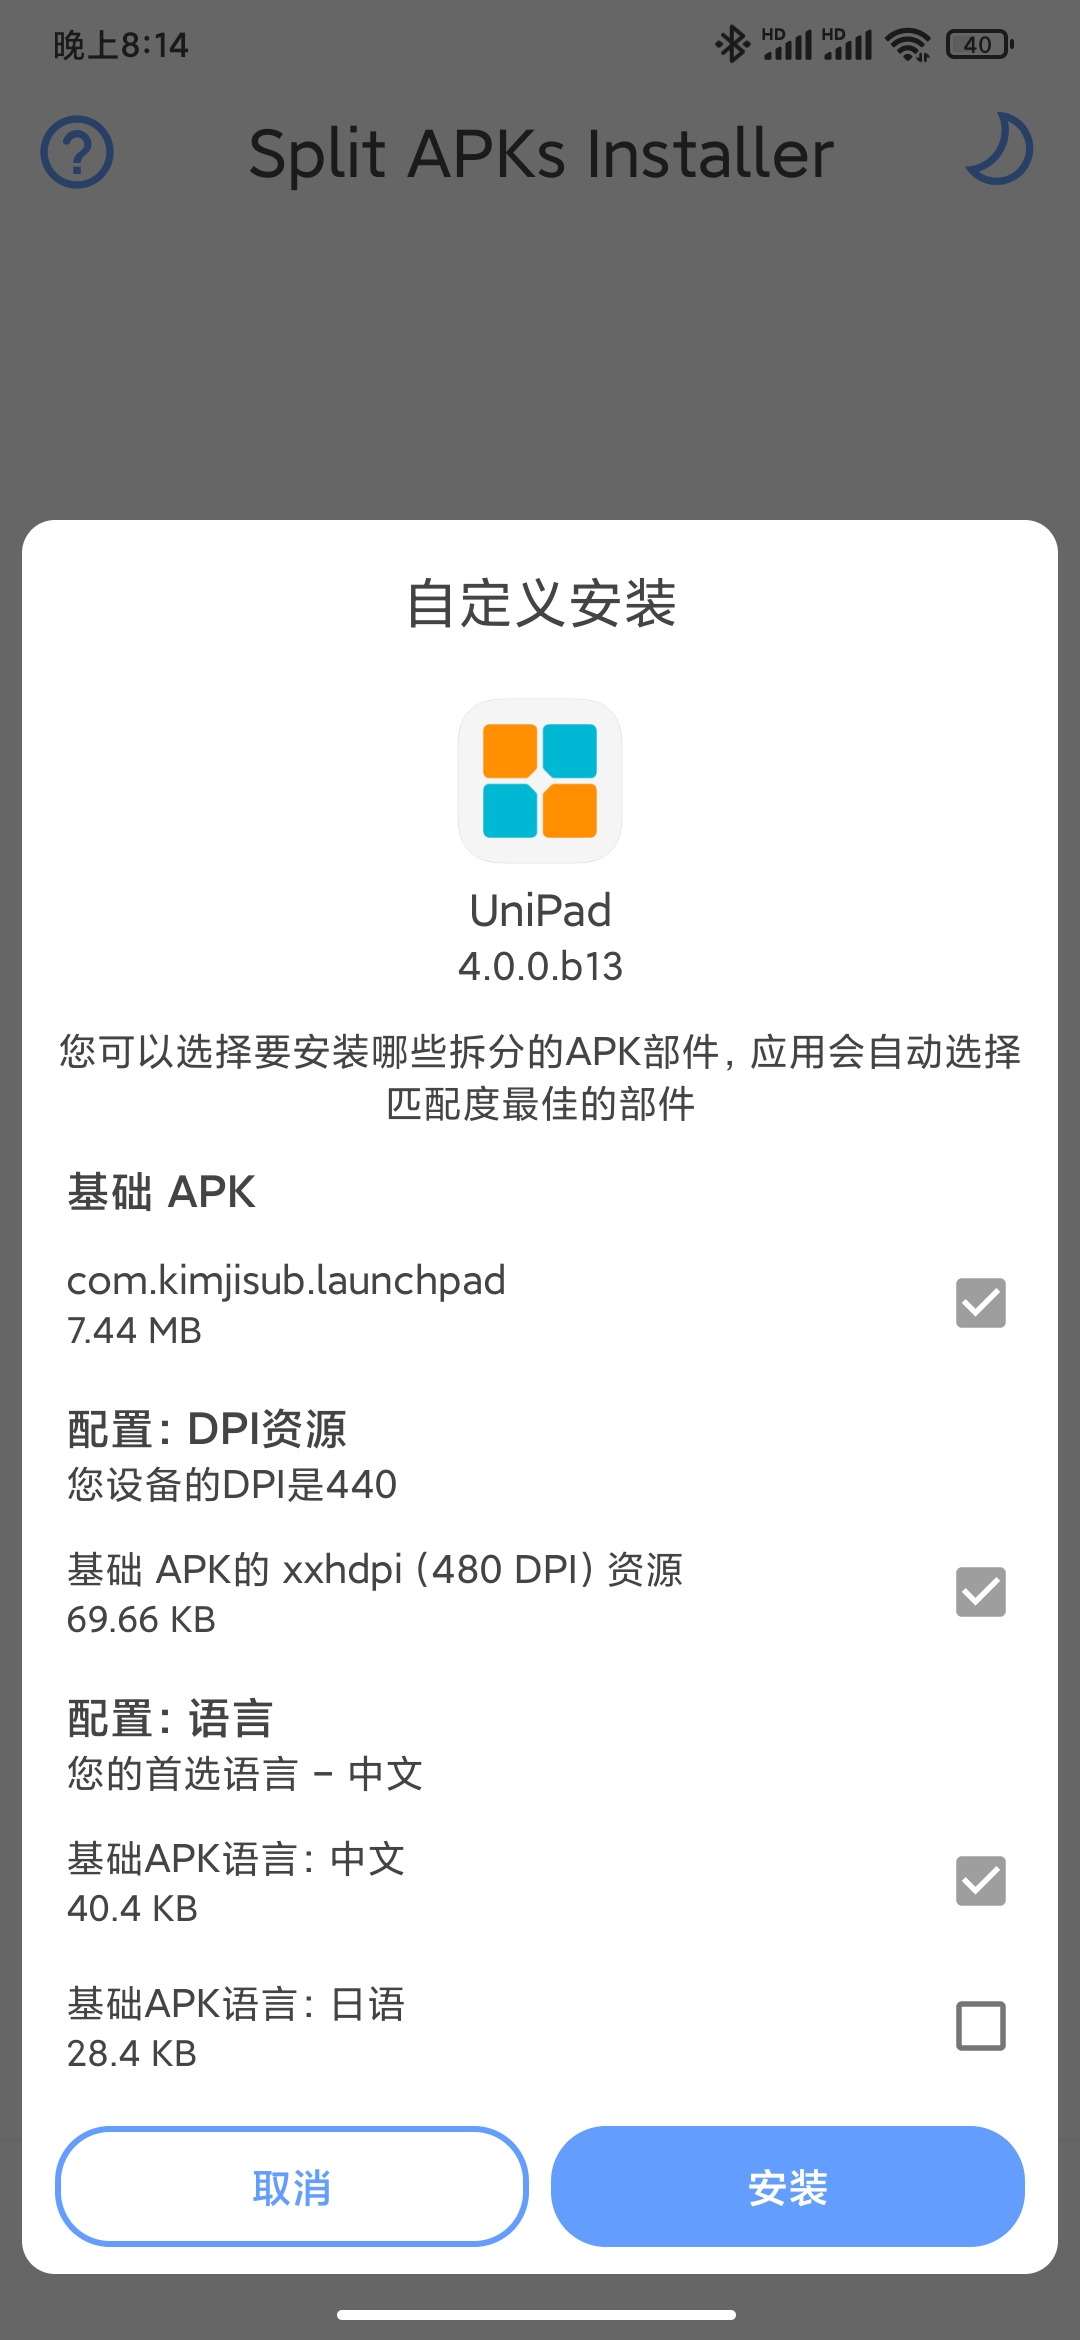 晚上8:14
HD HD 40
Split APKs Installer
自定义安装
UniPad
4.0.0.b13
您可以选择要安装哪些拆分的APK部件，应用会自动选择
匹配度最佳的部件
基础 APK
com.kimjisub.launchpad
7.44 MB
配置：DPI资源
您设备的DPI是440
基础 APK的 xxhdpi (480 DPI) 资源
69.66 KB
配置：语言
您的首选语言 – 中文
基础APK语言：中文
40.4 KB
基础APK语言：日语
28.4 KB
取消 安装